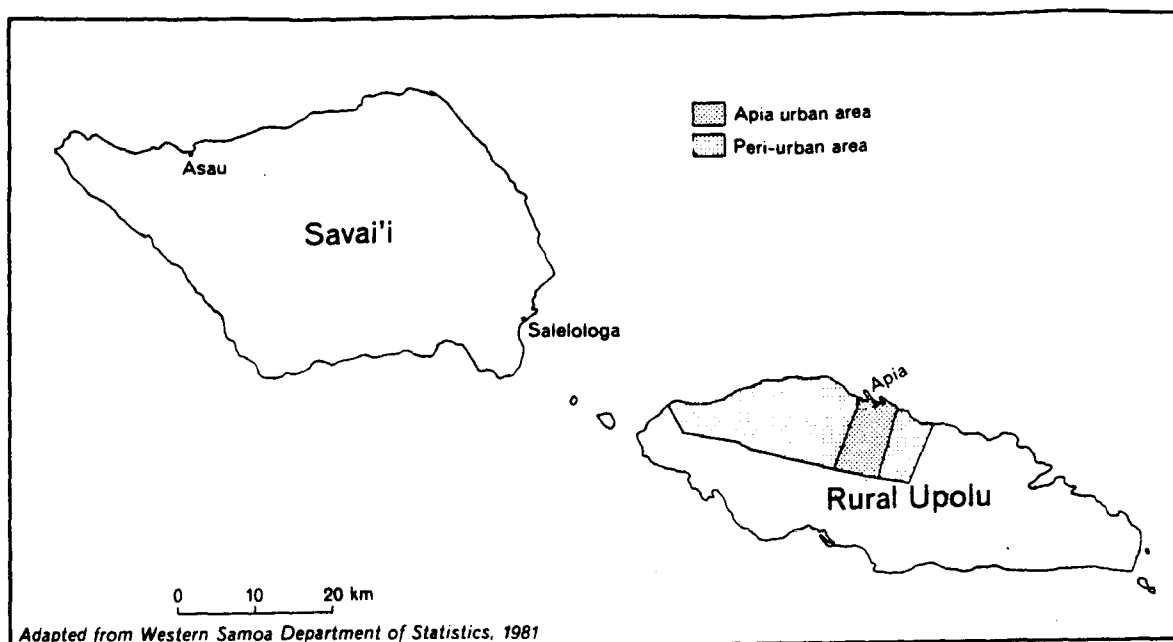 Apia urban area
Peri-urban area
Asau
Savai'i
Salelologa
Apia
Rural Upolu
0 10 20 km
Adapted from Western Samoa Department of Statistics, 1981